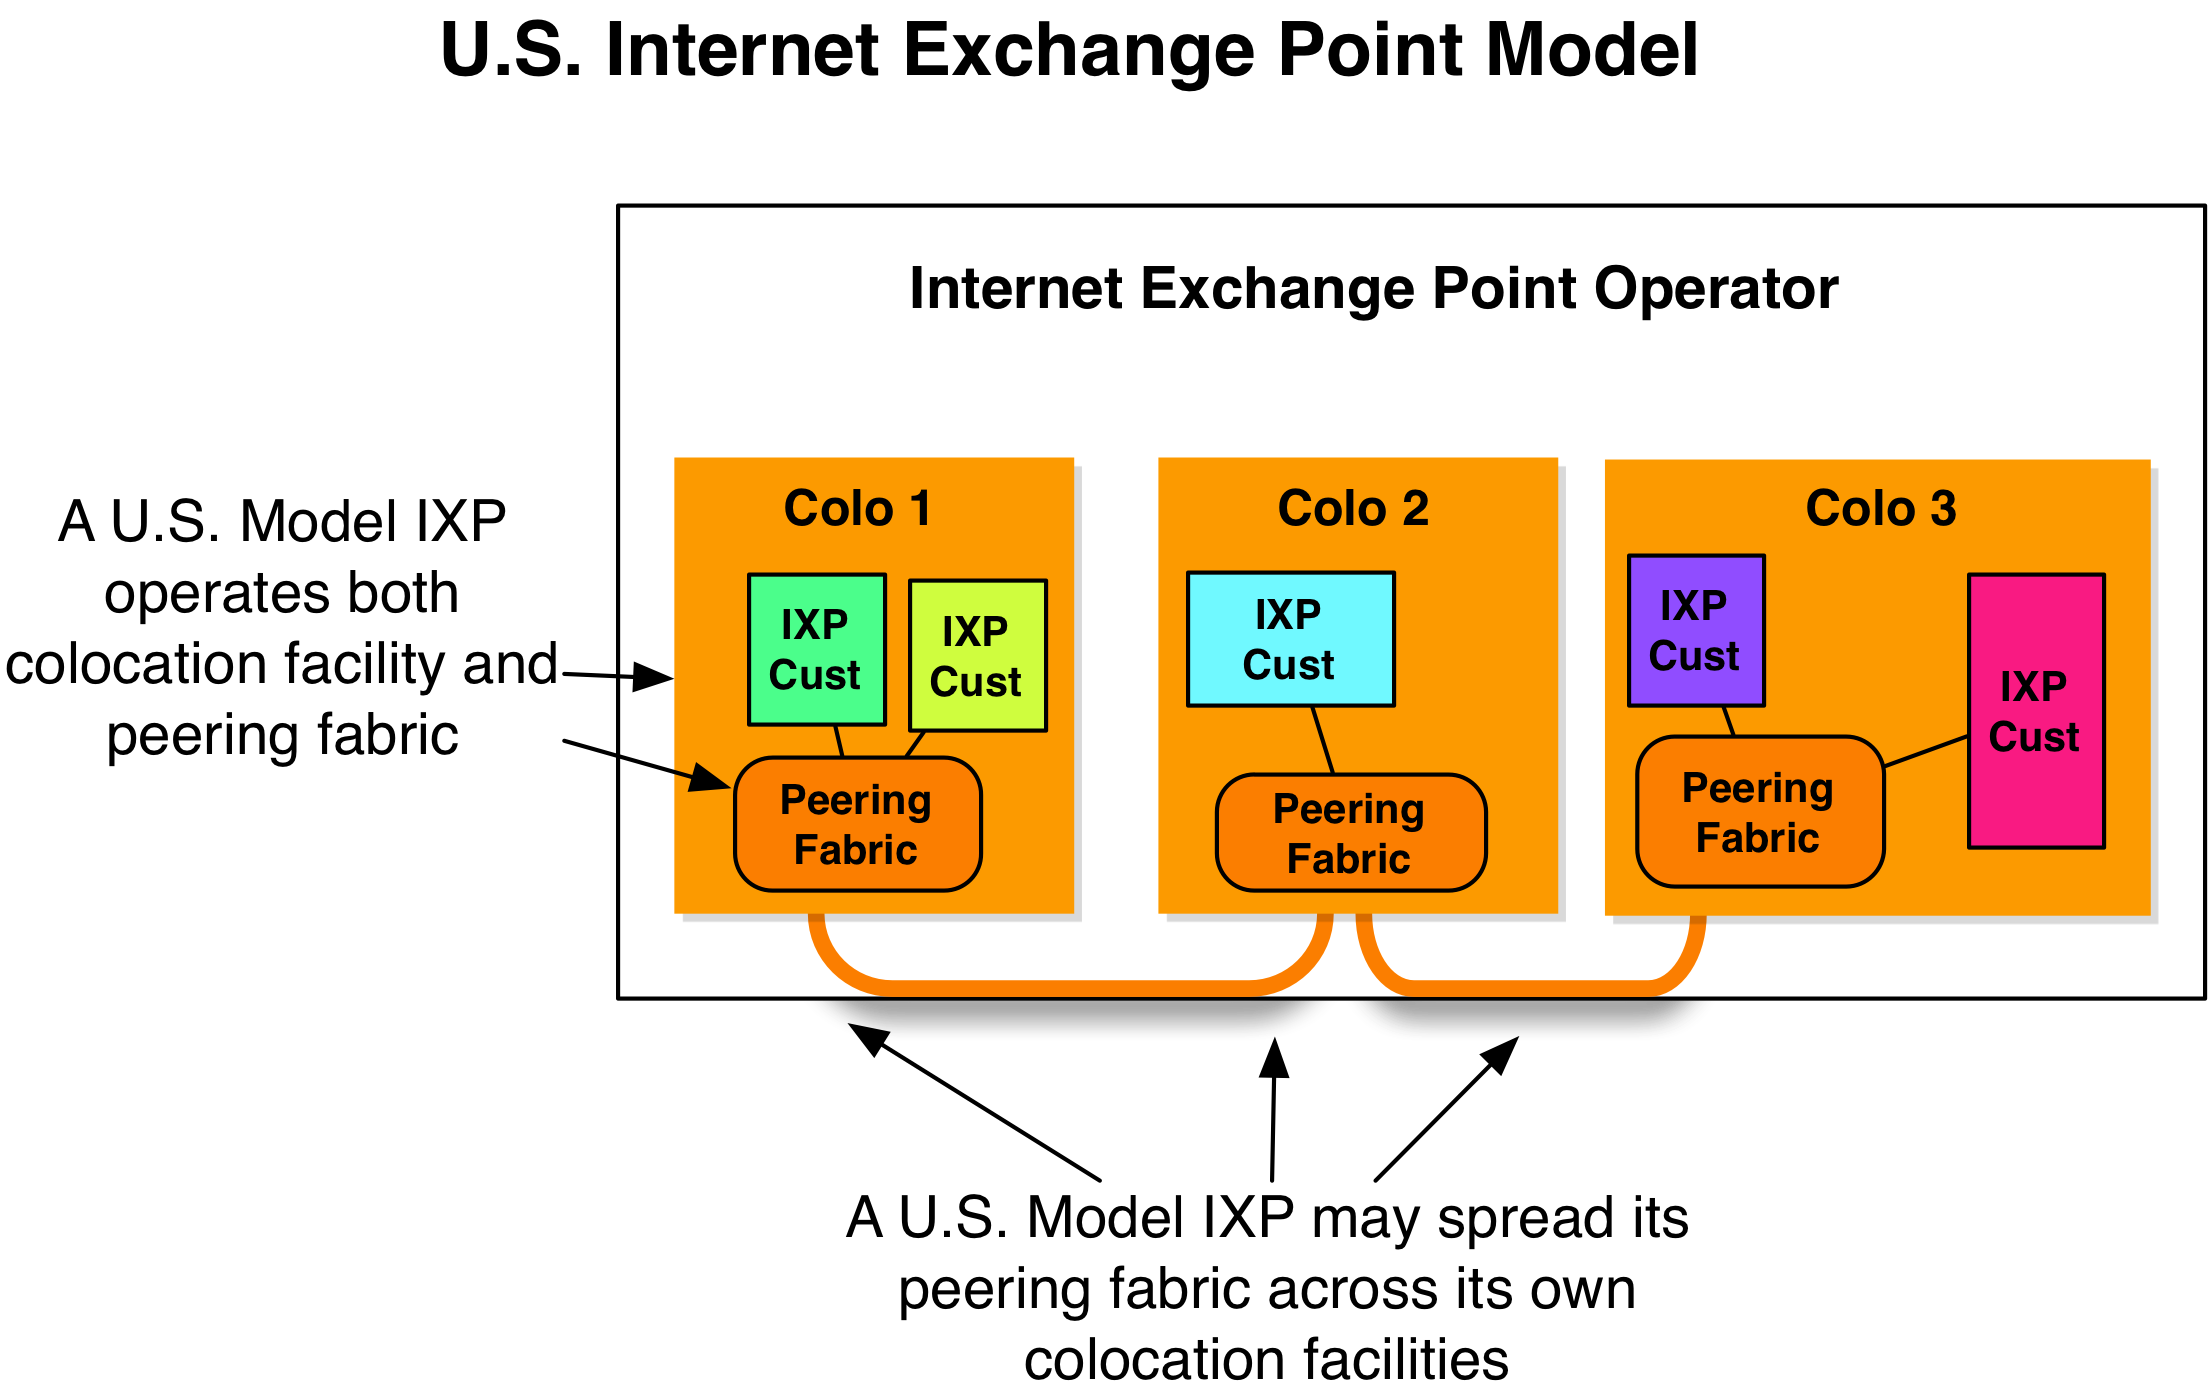 U.S. Internet Exchange Point Model
Internet Exchange Point Operator
A U.S. Model IXP
operates both
colocation facility and
peering fabric
Colo 1
IXP
Cust
IXP
Cust
Peering
Fabric
Colo 2
IXP
Cust
Peering
Fabric
Colo 3
IXP
Cust
IXP
Cust
Peering
Fabric
A U.S. Model IXP may spread its
peering fabric across its own
colocation facilities